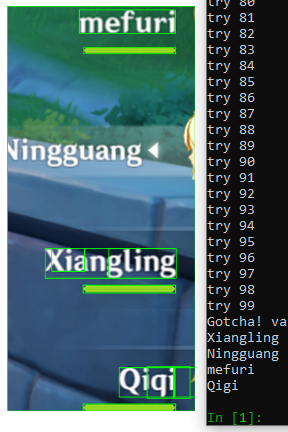 mefuri
Ningguang
Xiangling
Qiqi
try 80
try 81
try 82
try 83
try 84
try 85
try 86
try 87
try 88
try 89
try 90
try 91
try 92
try 93
try 94
try 95
try 96
try 97
try 98
try 99
Gotcha! va
Xiangling
Ningguang
mefuri
Qigi
In [1]: